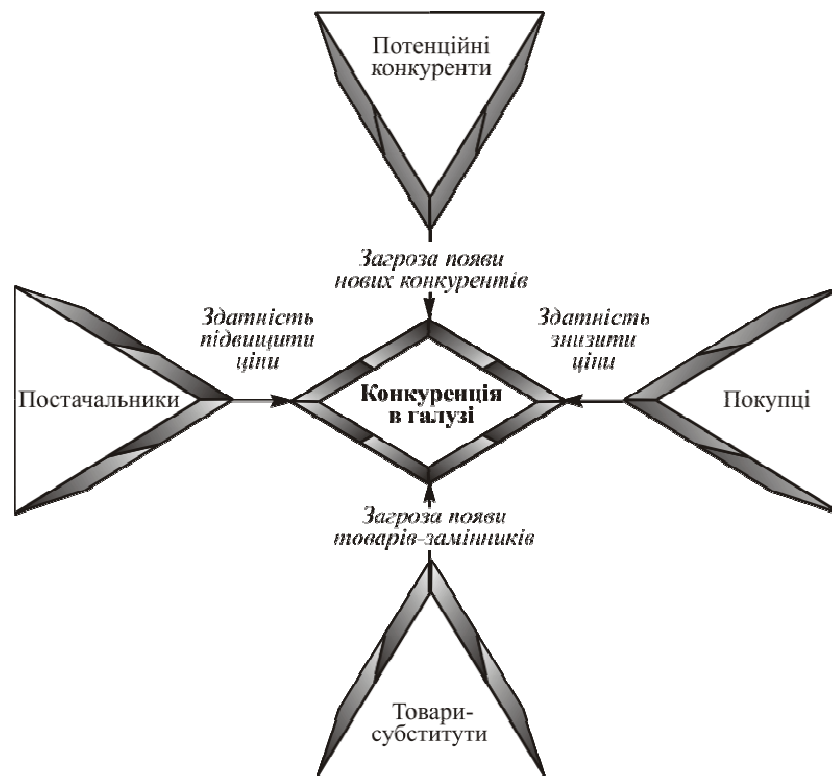 Потенційні
конкуренти
Загроза появи
нових конкурентів
Здатність
підвищити
ціни
Здатність
знизити
ціни
Постачальники
Конкуренція
в галузі
Покупці
Загроза появи
товарів-замінників
Товари-
субститути